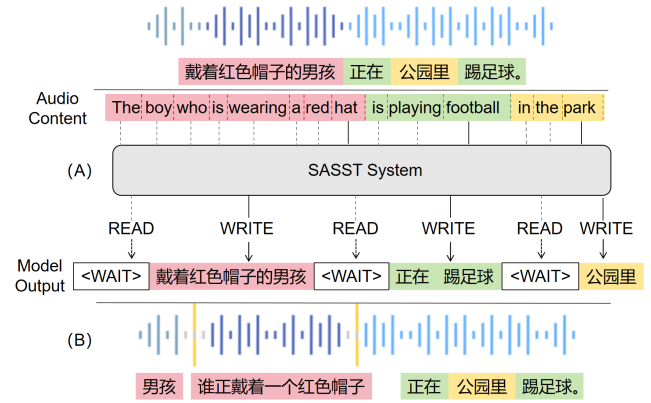 戴着红色帽子的男孩 正在 公园里 踢足球。
Audio Content
The boy who is wearing a red hat is playing football in the park
(A)
SASST System
READ WRITE READ WRITE READ WRITE
Model Output
<WAIT> 戴着红色帽子的男孩 <WAIT> 正在 踢足球 <WAIT> 公园里
(B)
男孩 谁正戴着一个红色帽子 正在 公园里 踢足球。